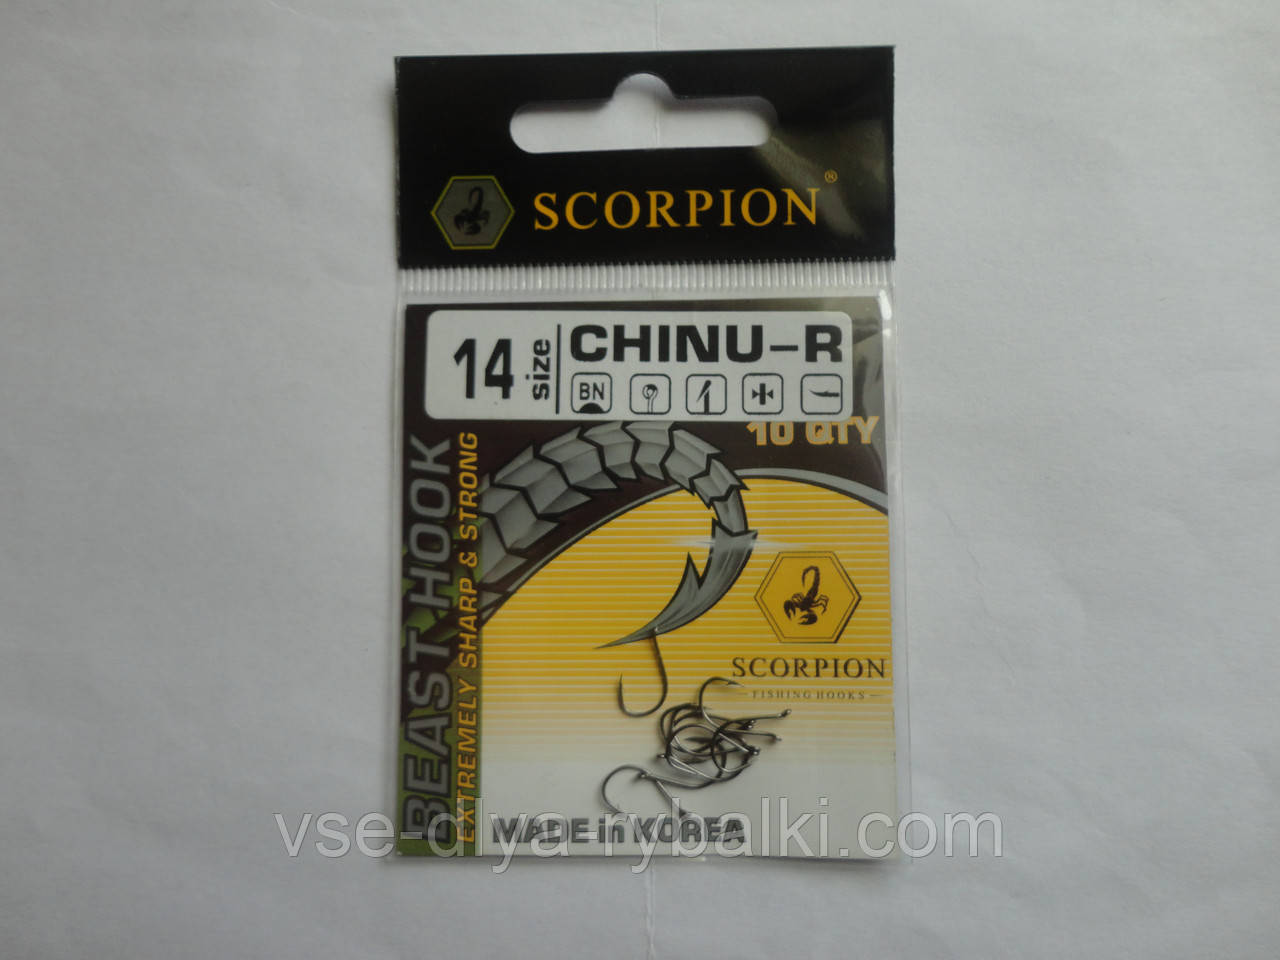 SCORPION®
14 size CHINU-R
BN
10 QTY
BEAST HOOK
EXTREMELY SHARP & STRONG
SCORPION
FISHING HOOKS
MADE in KOREA
vse-dlya-rybalki.com